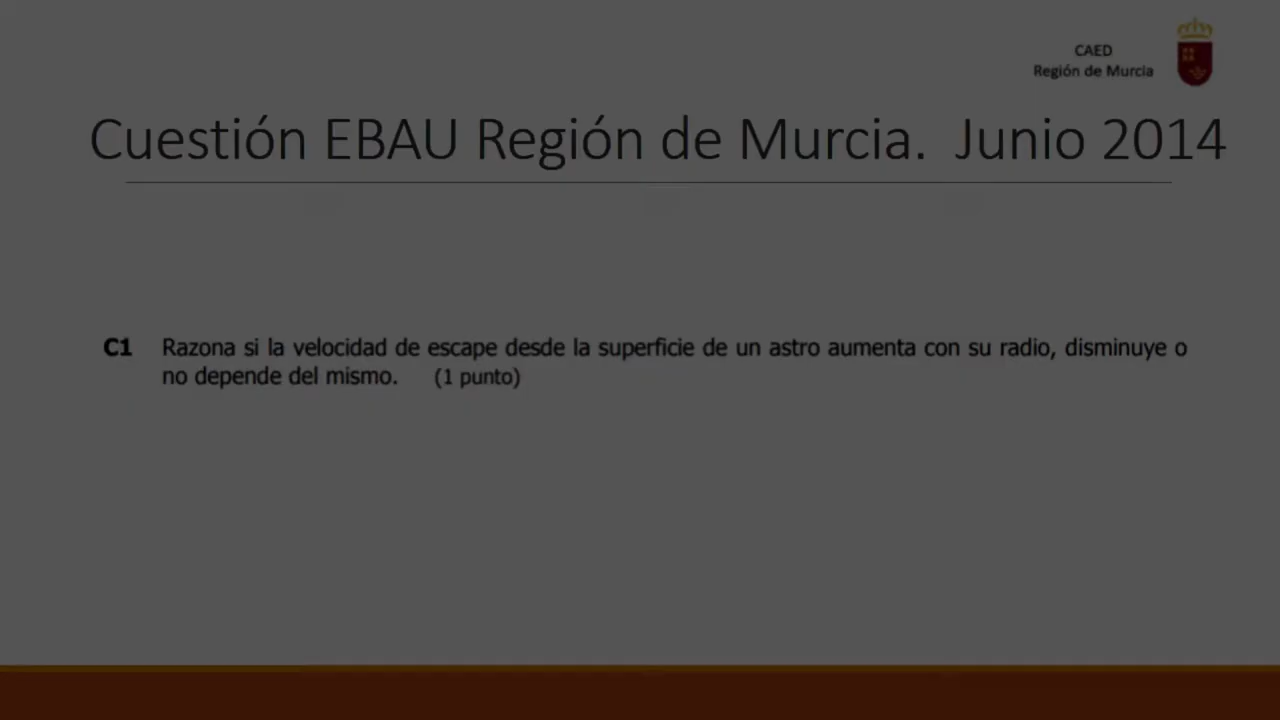 CAED
Región de Murcia
Cuestión EBAU Región de Murcia. Junio 2014
C1 Razona si la velocidad de escape desde la superficie de un astro aumenta con su radio, disminuye o
no depende del mismo. (1 punto)